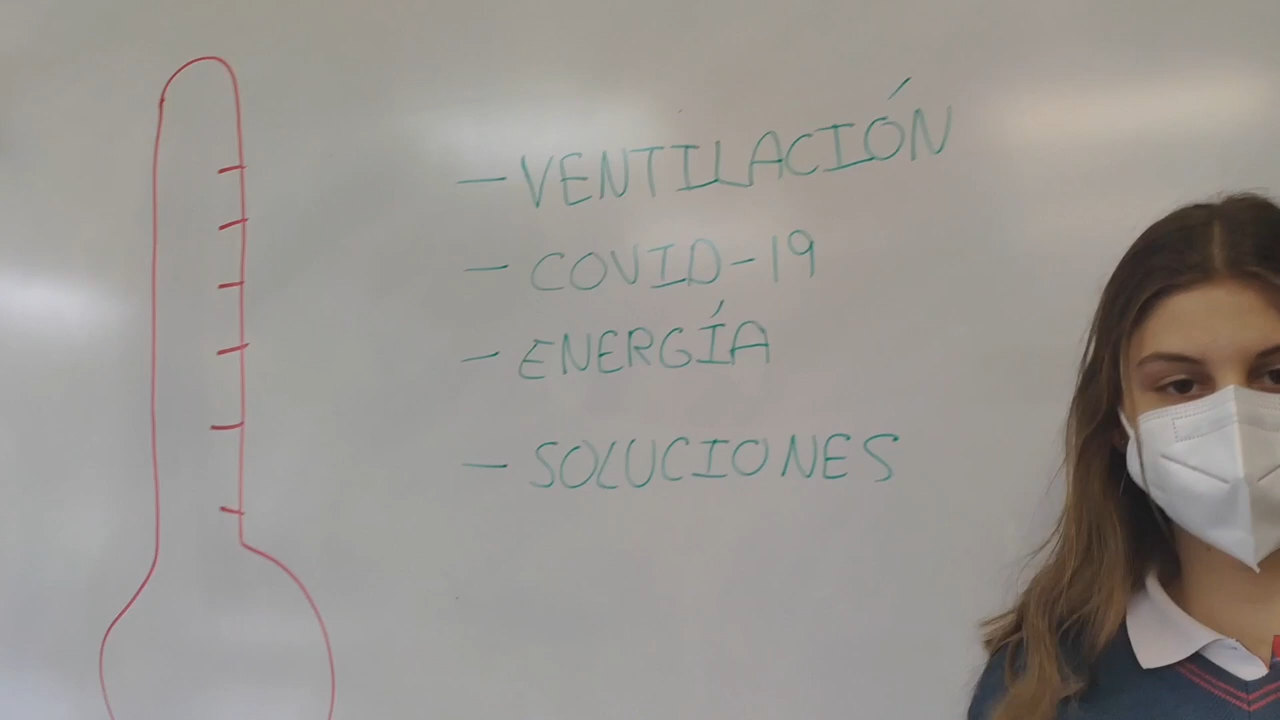 - VENTILACIÓN
- COVID-19
- ENERGÍA
- SOLUCIONES